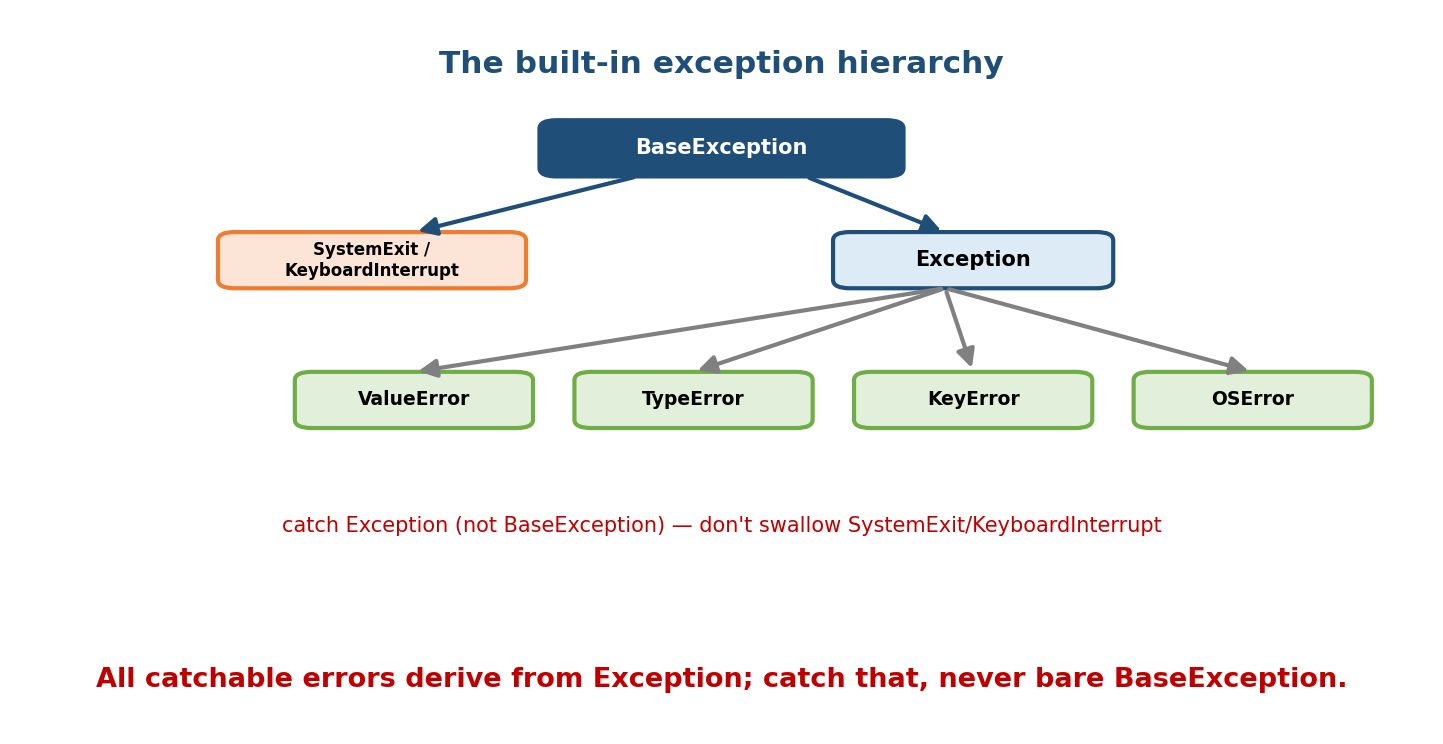 The built-in exception hierarchy
BaseException
SystemExit /
KeyboardInterrupt
Exception
ValueError
TypeError
KeyError
OSError
catch Exception (not BaseException) — don't swallow SystemExit/KeyboardInterrupt
All catchable errors derive from Exception; catch that, never bare BaseException.